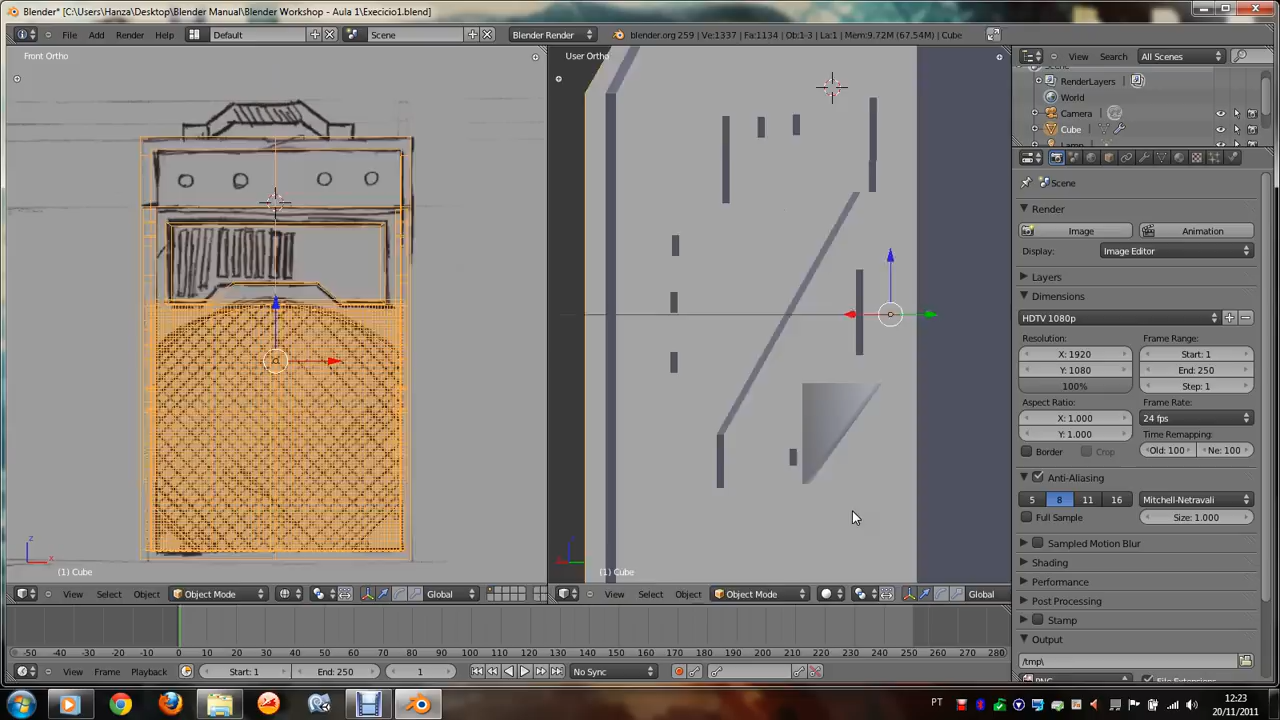 Blender* [C:\Users\Hanza\Desktop\Blender Manual\Blender Workshop - Aula 1\Execicio1.blend]
File Add Render Help Default Scene Blender Render blender.org 259 | Ve:1337 | Fa:1134 | Ob:1-3 | La:1 | Mem:9.72M (67.54M) | Cube View Search All Scenes
Front Ortho
User Ortho
RenderLayers
World
Camera
Cube
Scene
Render
Image Animation
Display: Image Editor
Layers
Dimensions
HDTV 1080p
Resolution: Frame Range:
X: 1920 Start: 1
Y: 1080 End: 250
100% Step: 1
Aspect Ratio: Frame Rate:
X: 1.000 24 fps
Y: 1.000 Time Remapping:
Border Crop Old: 100 Ne: 100
Anti-Aliasing
5 8 11 16 Mitchell-Netravali
Full Sample Size: 1.000
Sampled Motion Blur
Shading
Performance
Post Processing
Stamp
Output
/tmp\
z
x
(1) Cube
(1) Cube
View Select Object Object Mode Global
View Select Object Object Mode Global
-50 -40 -30 -20 -10 0 10 20 30 40 50 60 70 80 90 100 110 120 130 140 150 160 170 180 190 200 210 220 230 240 250 260 270 280
View Frame Playback Start: 1 End: 250 1 No Sync
PT
12:23
20/11/2011